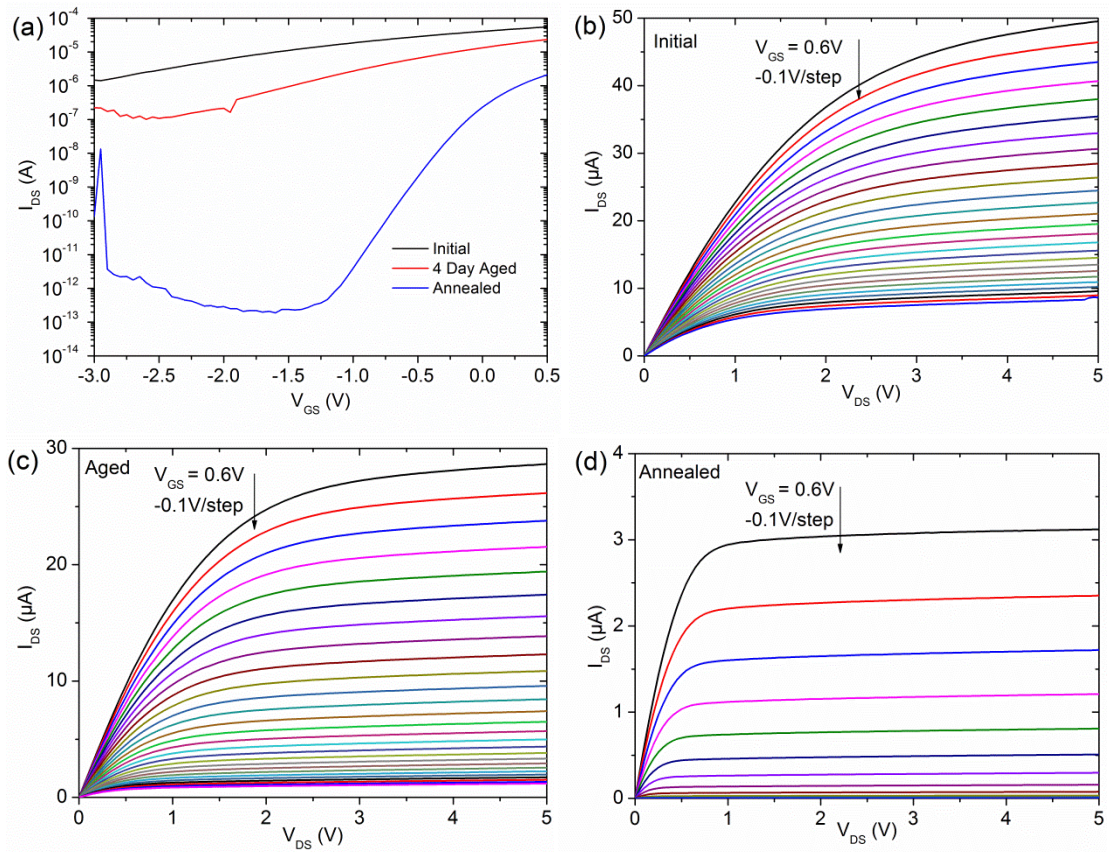 (a)
10⁻⁴
10⁻⁵
10⁻⁶
10⁻⁷
10⁻⁸
10⁻⁹
10⁻¹⁰
10⁻¹¹
10⁻¹²
10⁻¹³
10⁻¹⁴
I_DS (A)
Initial
4 Day Aged
Annealed
-3.0 -2.5 -2.0 -1.5 -1.0 -0.5 0.0 0.5
V_GS (V)
(b)
Initial
V_GS = 0.6V
-0.1V/step
50
40
30
20
10
0
I_DS (µA)
0 1 2 3 4 5
V_DS (V)
(c)
Aged
V_GS = 0.6V
-0.1V/step
30
20
10
0
I_DS (µA)
0 1 2 3 4 5
V_DS (V)
(d)
Annealed
V_GS = 0.6V
-0.1V/step
4
3
2
1
0
I_DS (µA)
0 1 2 3 4 5
V_DS (V)